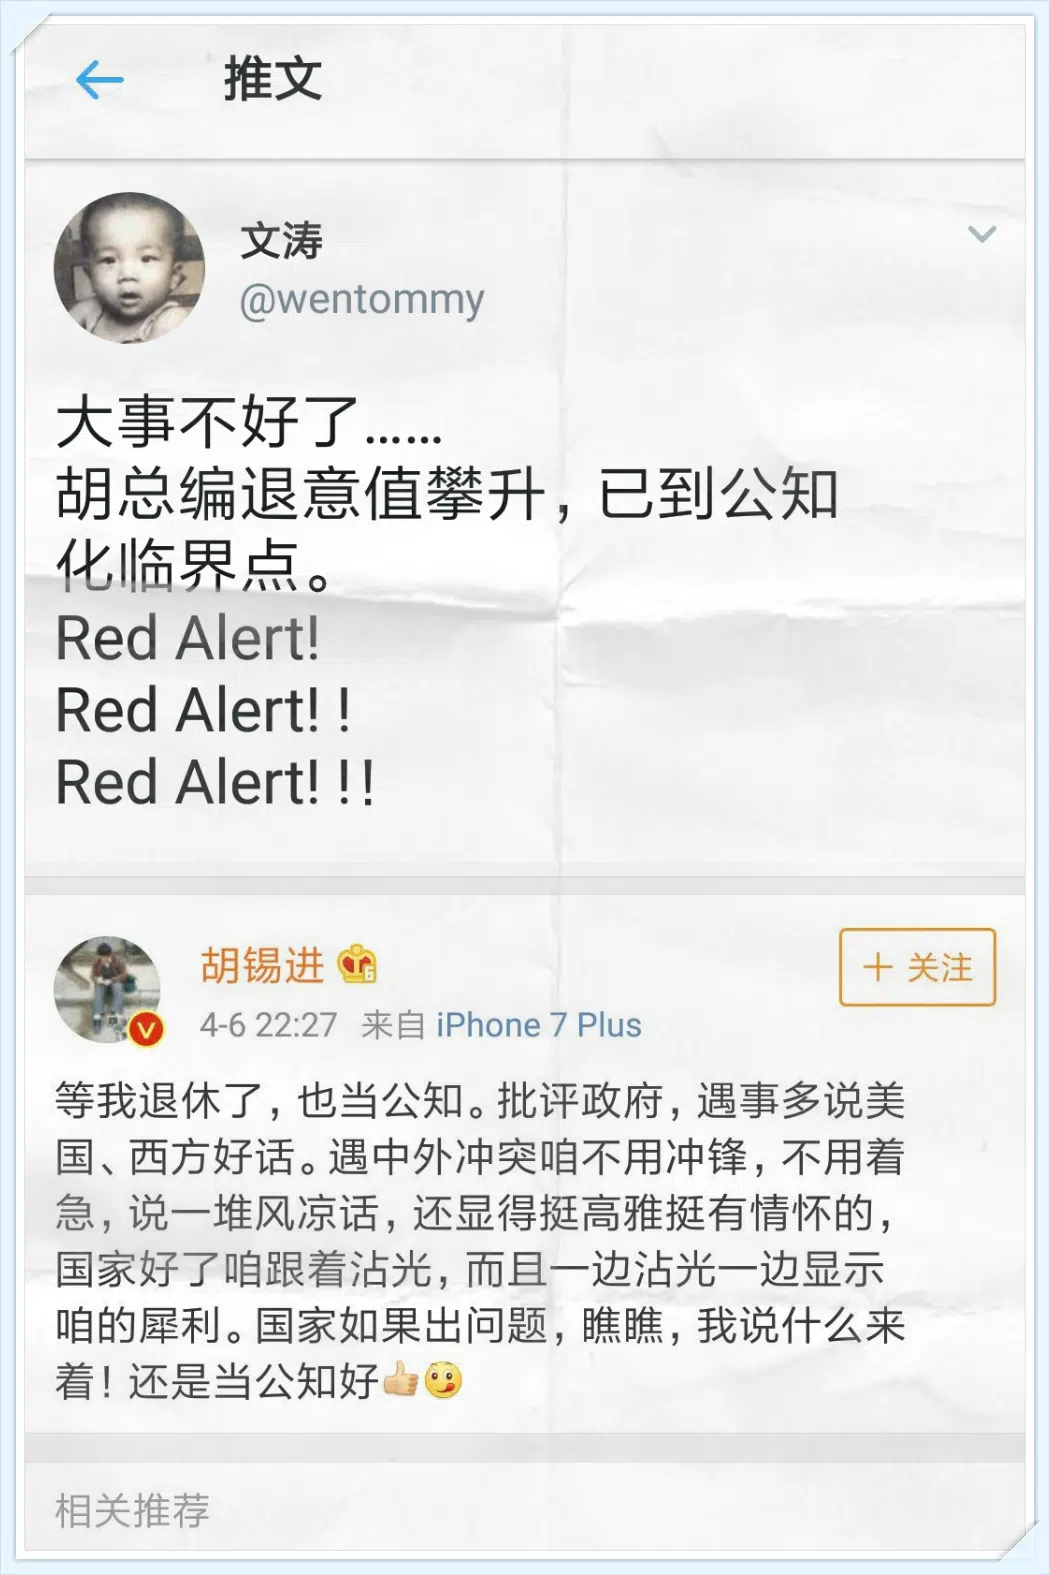 推文
文涛
@wentommy
大事不好了……
胡总编退意值攀升，已到公知
化临界点。
Red Alert!
Red Alert! !
Red Alert! ! !
胡锡进
6
+ 关注
V
4-6 22:27 来自 iPhone 7 Plus
等我退休了，也当公知。批评政府，遇事多说美
国、西方好话。遇中外冲突咱不用冲锋，不用着
急，说一堆风凉话，还显得挺高雅挺有情怀的，
国家好了咱跟着沾光，而且一边沾光一边显示
咱的犀利。国家如果出问题，瞧瞧，我说什么来
着！还是当公知好
相关推荐